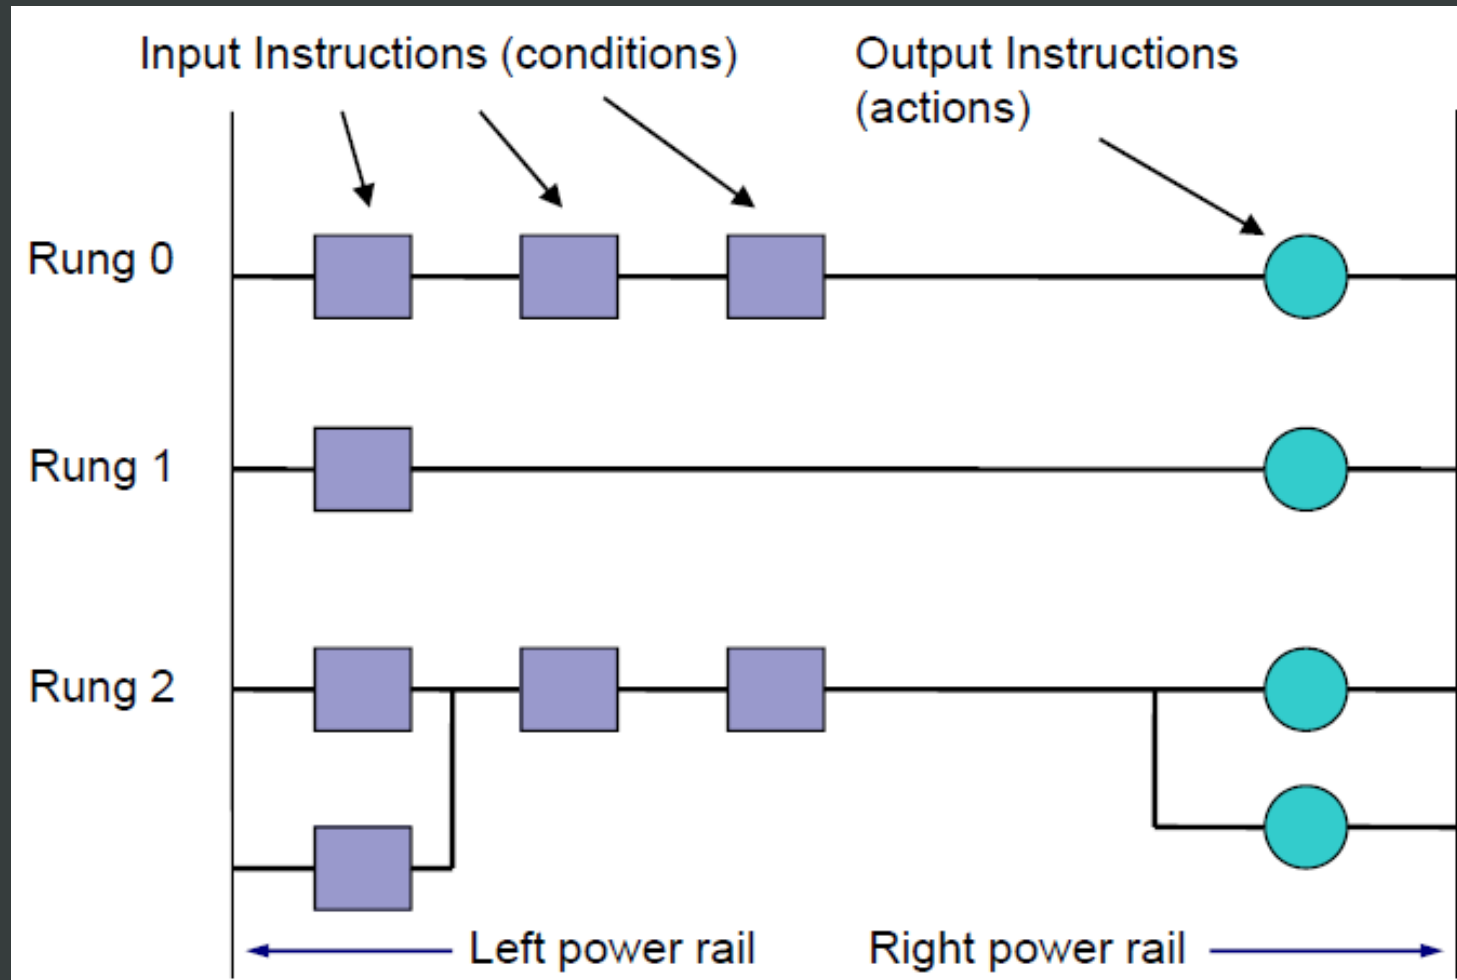 Input Instructions (conditions)
Output Instructions
(actions)
Rung 0
Rung 1
Rung 2
Left power rail
Right power rail